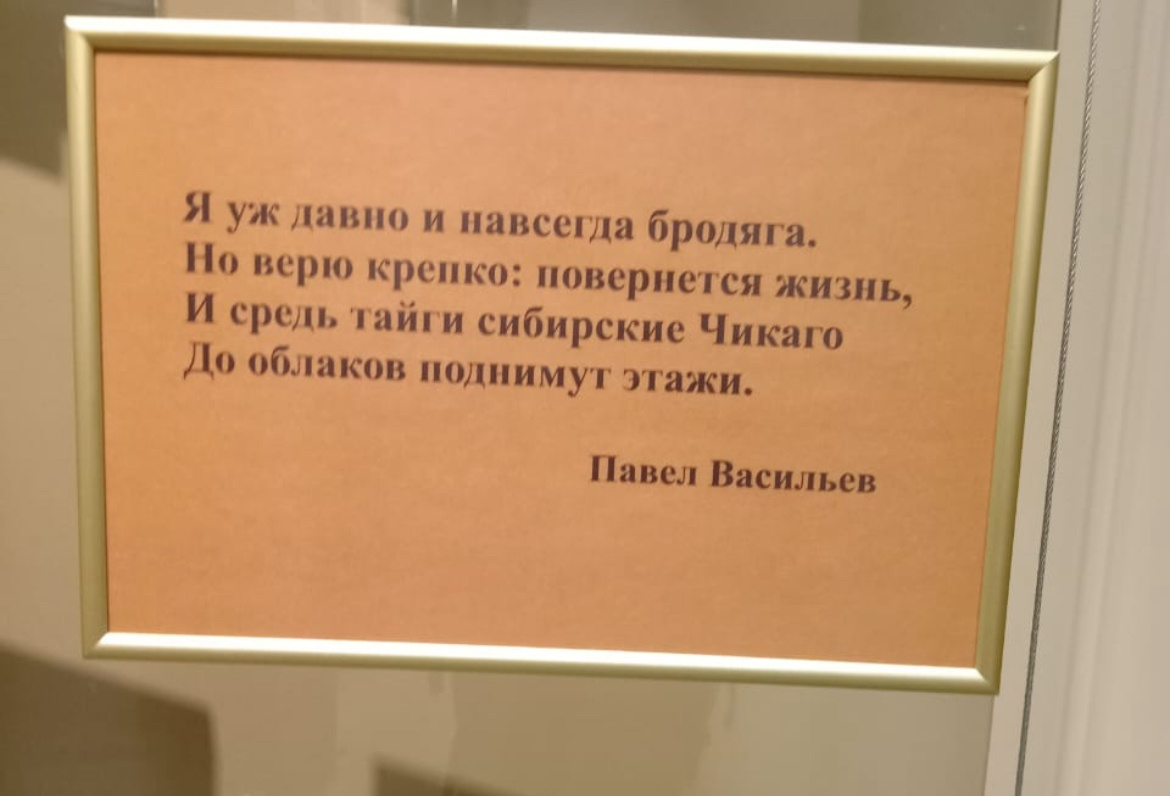 Я уж давно и навсегда бродяга.
Но верю крепко: повернется жизнь,
И средь тайги сибирские Чикаго
До облаков поднимут этажи.
Павел Васильев